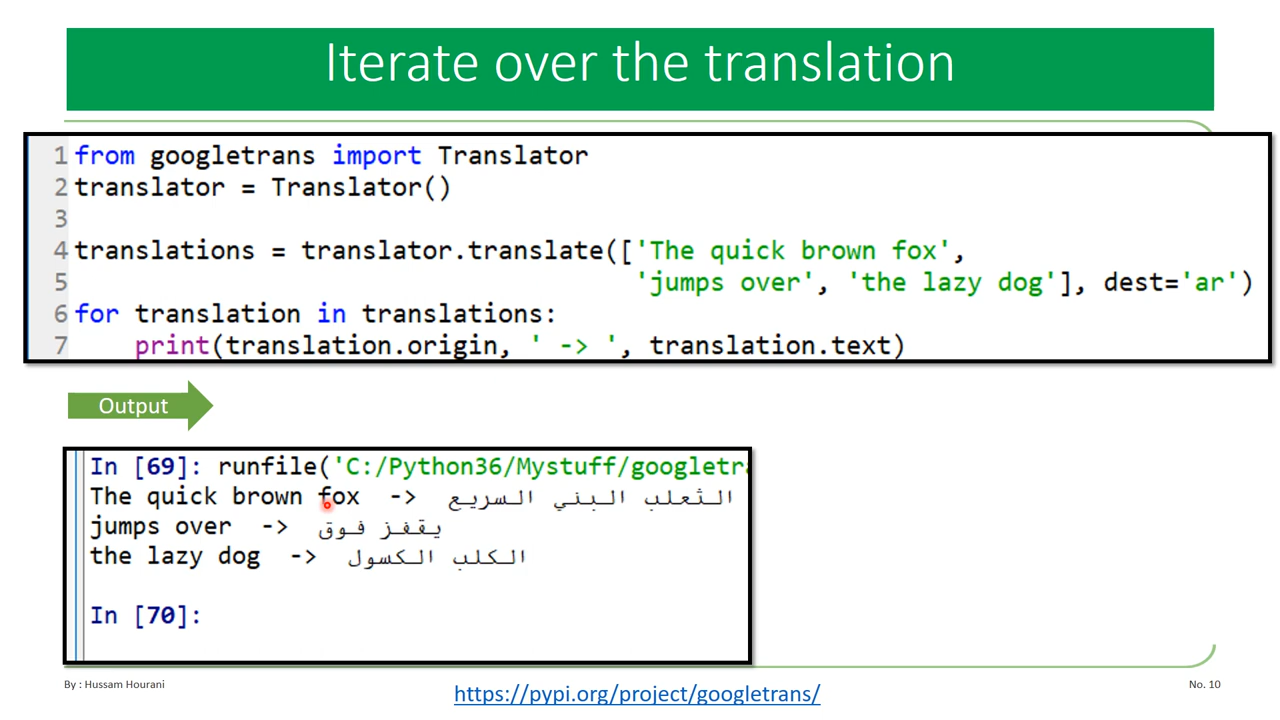 Iterate over the translation
1 from googletrans import Translator
2 translator = Translator()
3
4 translations = translator.translate(['The quick brown fox',
5 'jumps over', 'the lazy dog'], dest='ar')
6 for translation in translations:
7 print(translation.origin, ' -> ', translation.text)
Output
In [69]: runfile('C:/Python36/Mystuff/googletra
The quick brown fox -> الثعلب البني السريع
jumps over -> يقفز فوق
the lazy dog -> الكلب الكسول
In [70]:
By : Hussam Hourani
https://pypi.org/project/googletrans/
No. 10